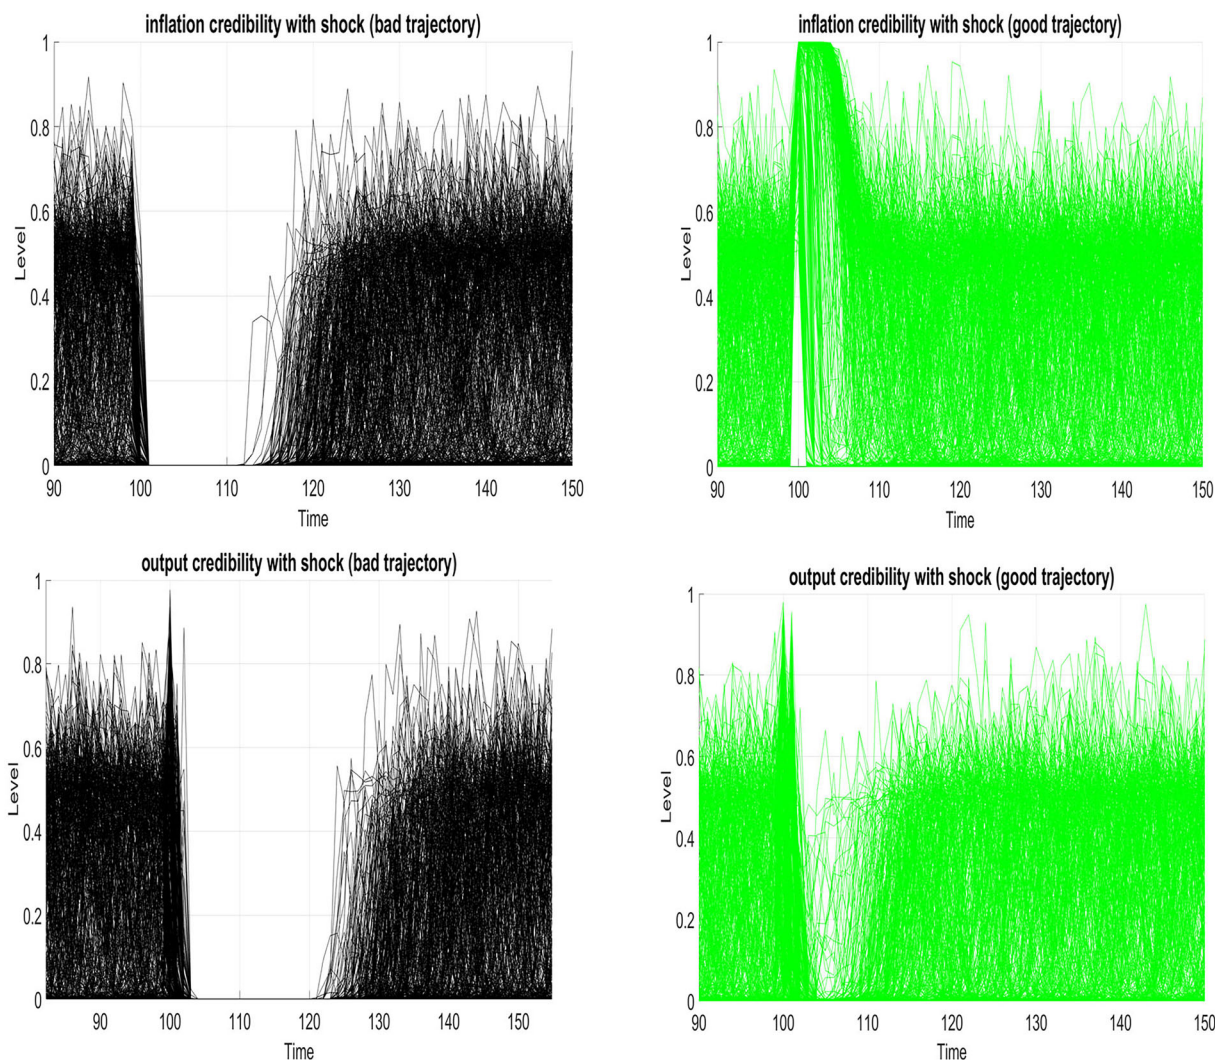 inflation credibility with shock (bad trajectory)
1
0.8
0.6
0.4
0.2
0
Level
90 100 110 120 130 140 150
Time
inflation credibility with shock (good trajectory)
1
0.8
0.6
0.4
0.2
0
Level
90 100 110 120 130 140 150
Time
output credibility with shock (bad trajectory)
1
0.8
0.6
0.4
0.2
0
Level
90 100 110 120 130 140 150
Time
output credibility with shock (good trajectory)
1
0.8
0.6
0.4
0.2
0
Level
90 100 110 120 130 140 150
Time